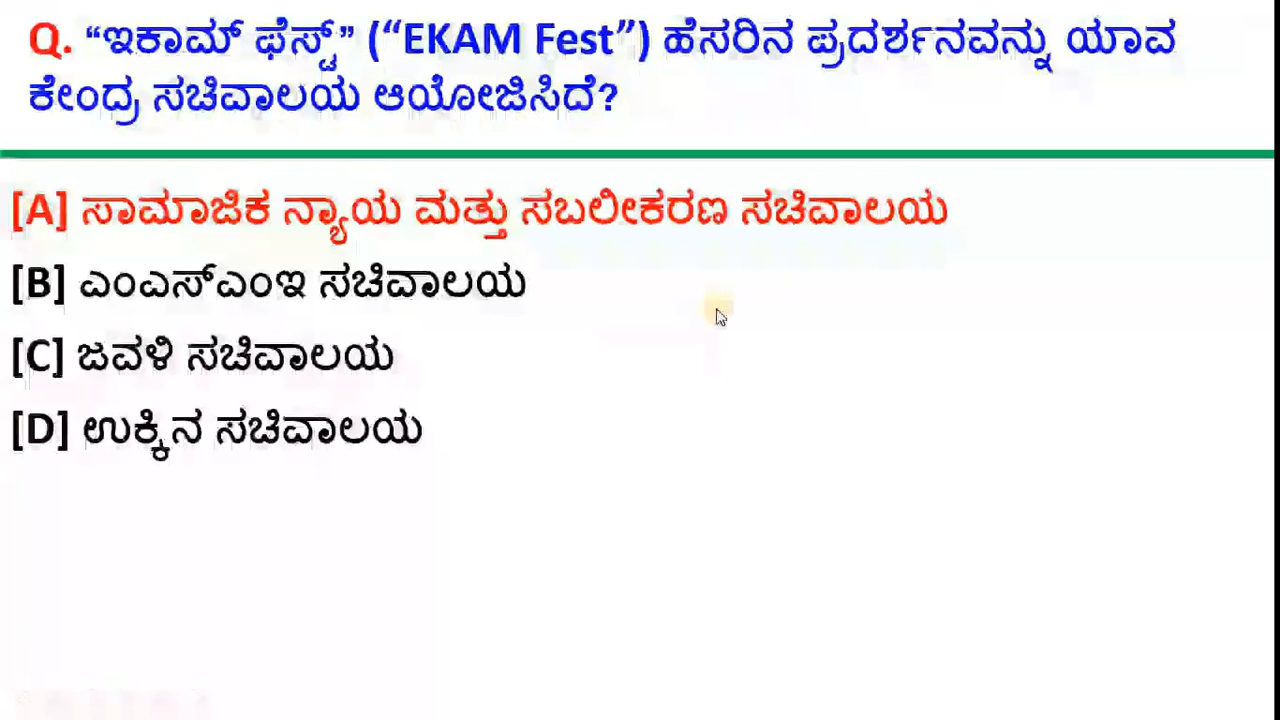 Q. “ಇಕಾಮ್ ಫೆಸ್ಟ್” (“EKAM Fest”) ಹೆಸರಿನ ಪ್ರದರ್ಶನವನ್ನು ಯಾವ
ಕೇಂದ್ರ ಸಚಿವಾಲಯ ಆಯೋಜಿಸಿದೆ?
[A] ಸಾಮಾಜಿಕ ನ್ಯಾಯ ಮತ್ತು ಸಬಲೀಕರಣ ಸಚಿವಾಲಯ
[B] ಎಂಎಸ್ಎಂಇ ಸಚಿವಾಲಯ
[C] ಜವಳಿ ಸಚಿವಾಲಯ
[D] ಉಕ್ಕಿನ ಸಚಿವಾಲಯ